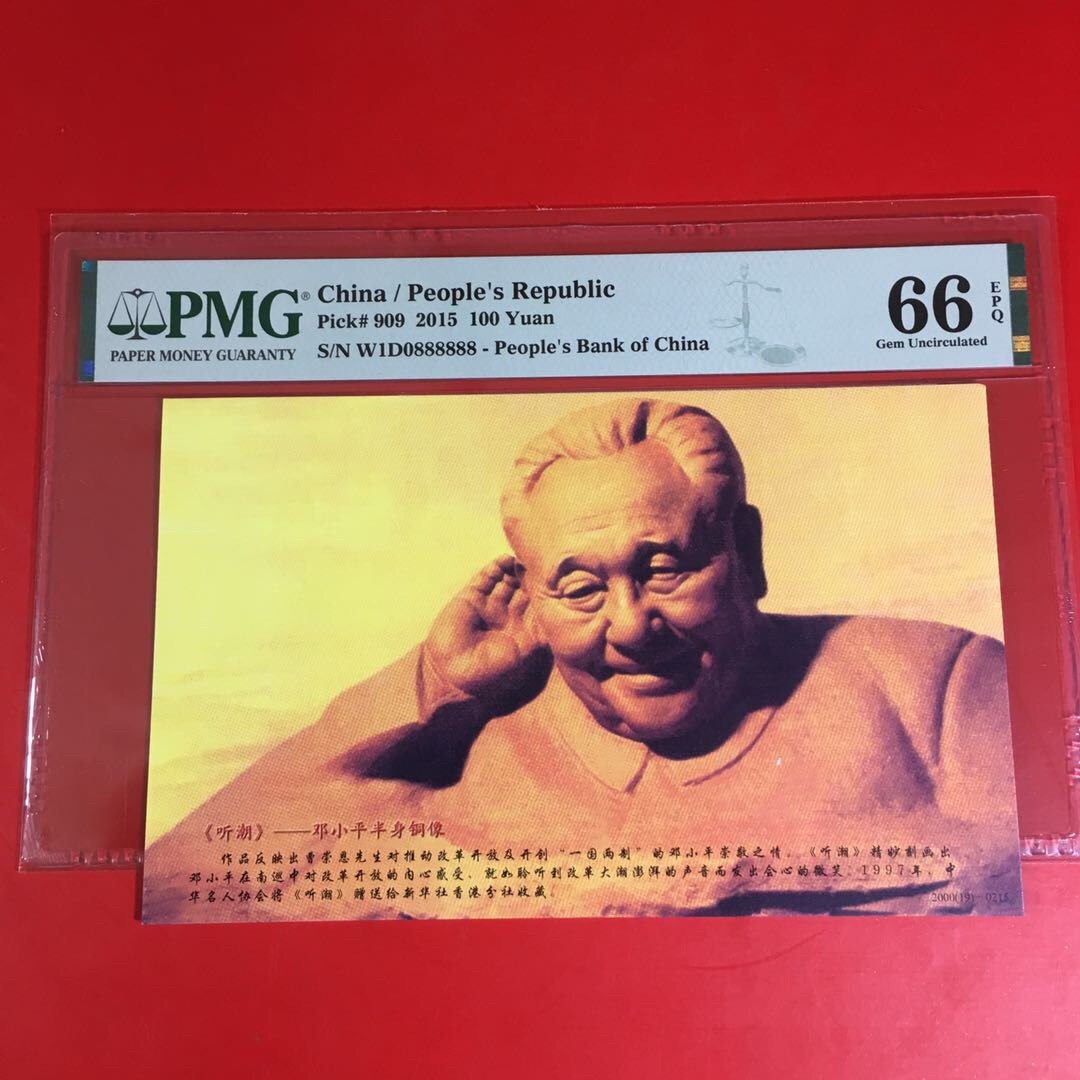 PMG®
PAPER MONEY GUARANTY
China / People's Republic
Pick# 909 2015 100 Yuan
S/N W1D0888888 - People's Bank of China
66 EPQ
Gem Uncirculated
《听潮》——邓小平半身铜像
作品反映出曹崇恩先生对推动改革开放及开创“一国两制”的邓小平崇敬之情。《听潮》精妙刻画出
邓小平在南巡中对改革开放的内心感受，就如聆听到改革大潮澎湃的声音而发出会心的微笑。1997年，中
华名人协会将《听潮》赠送给新华社香港分社收藏。
2000(19)-0215